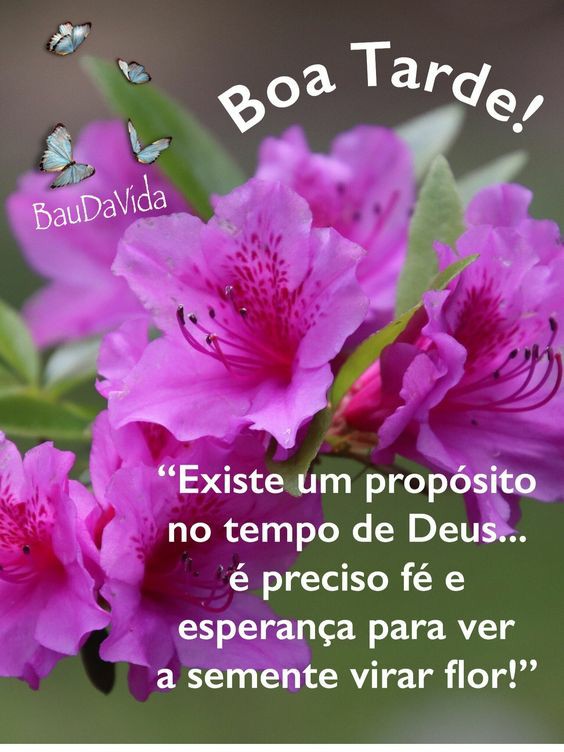 Boa Tarde!
BauDaVida
“Existe um propósito
no tempo de Deus...
é preciso fé e
esperança para ver
a semente virar flor!”